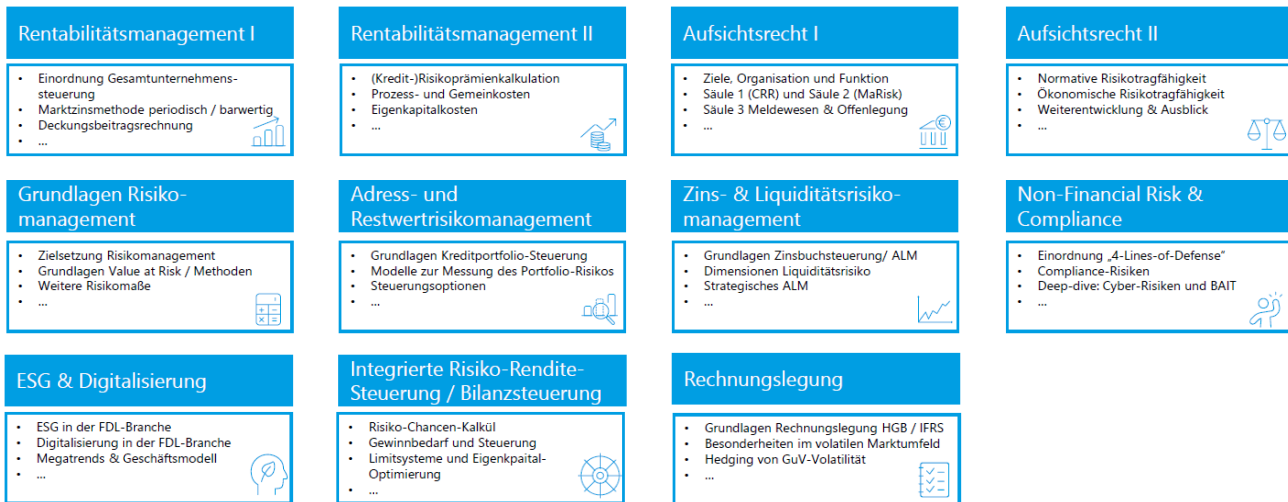 Rentabilitätsmanagement I
• Einordnung Gesamtunternehmens-
steuerung
• Marktzinsmethode periodisch / barwertig
• Deckungsbeitragsrechnung
• ...
Rentabilitätsmanagement II
• (Kredit-)Risikoprämienkalkulation
• Prozess- und Gemeinkosten
• Eigenkapitalkosten
• ...
Aufsichtsrecht I
• Ziele, Organisation und Funktion
• Säule 1 (CRR) und Säule 2 (MaRisk)
• Säule 3 Meldewesen & Offenlegung
• ...
Aufsichtsrecht II
• Normative Risikotragfähigkeit
• Ökonomische Risikotragfähigkeit
• Weiterentwicklung & Ausblick
• ...
Grundlagen Risiko-
management
• Zielsetzung Risikomanagement
• Grundlagen Value at Risk / Methoden
• Weitere Risikomaße
• ...
Adress- und
Restwertrisikomanagement
• Grundlagen Kreditportfolio-Steuerung
• Modelle zur Messung des Portfolio-Risikos
• Steuerungsoptionen
• ...
Zins- & Liquiditätsrisiko-
management
• Grundlagen Zinsbuchsteuerung/ ALM
• Dimensionen Liquiditätsrisiko
• Strategisches ALM
• ...
Non-Financial Risk &
Compliance
• Einordnung „4-Lines-of-Defense“
• Compliance-Risiken
• Deep-dive: Cyber-Risiken und BAIT
• ...
ESG & Digitalisierung
• ESG in der FDL-Branche
• Digitalisierung in der FDL-Branche
• Megatrends & Geschäftsmodell
• ...
Integrierte Risiko-Rendite-
Steuerung / Bilanzsteuerung
• Risiko-Chancen-Kalkül
• Gewinnbedarf und Steuerung
• Limitsysteme und Eigenkpaital-
Optimierung
• ...
Rechnungslegung
• Grundlagen Rechnungslegung HGB / IFRS
• Besonderheiten im volatilen Marktumfeld
• Hedging von GuV-Volatilität
• ...